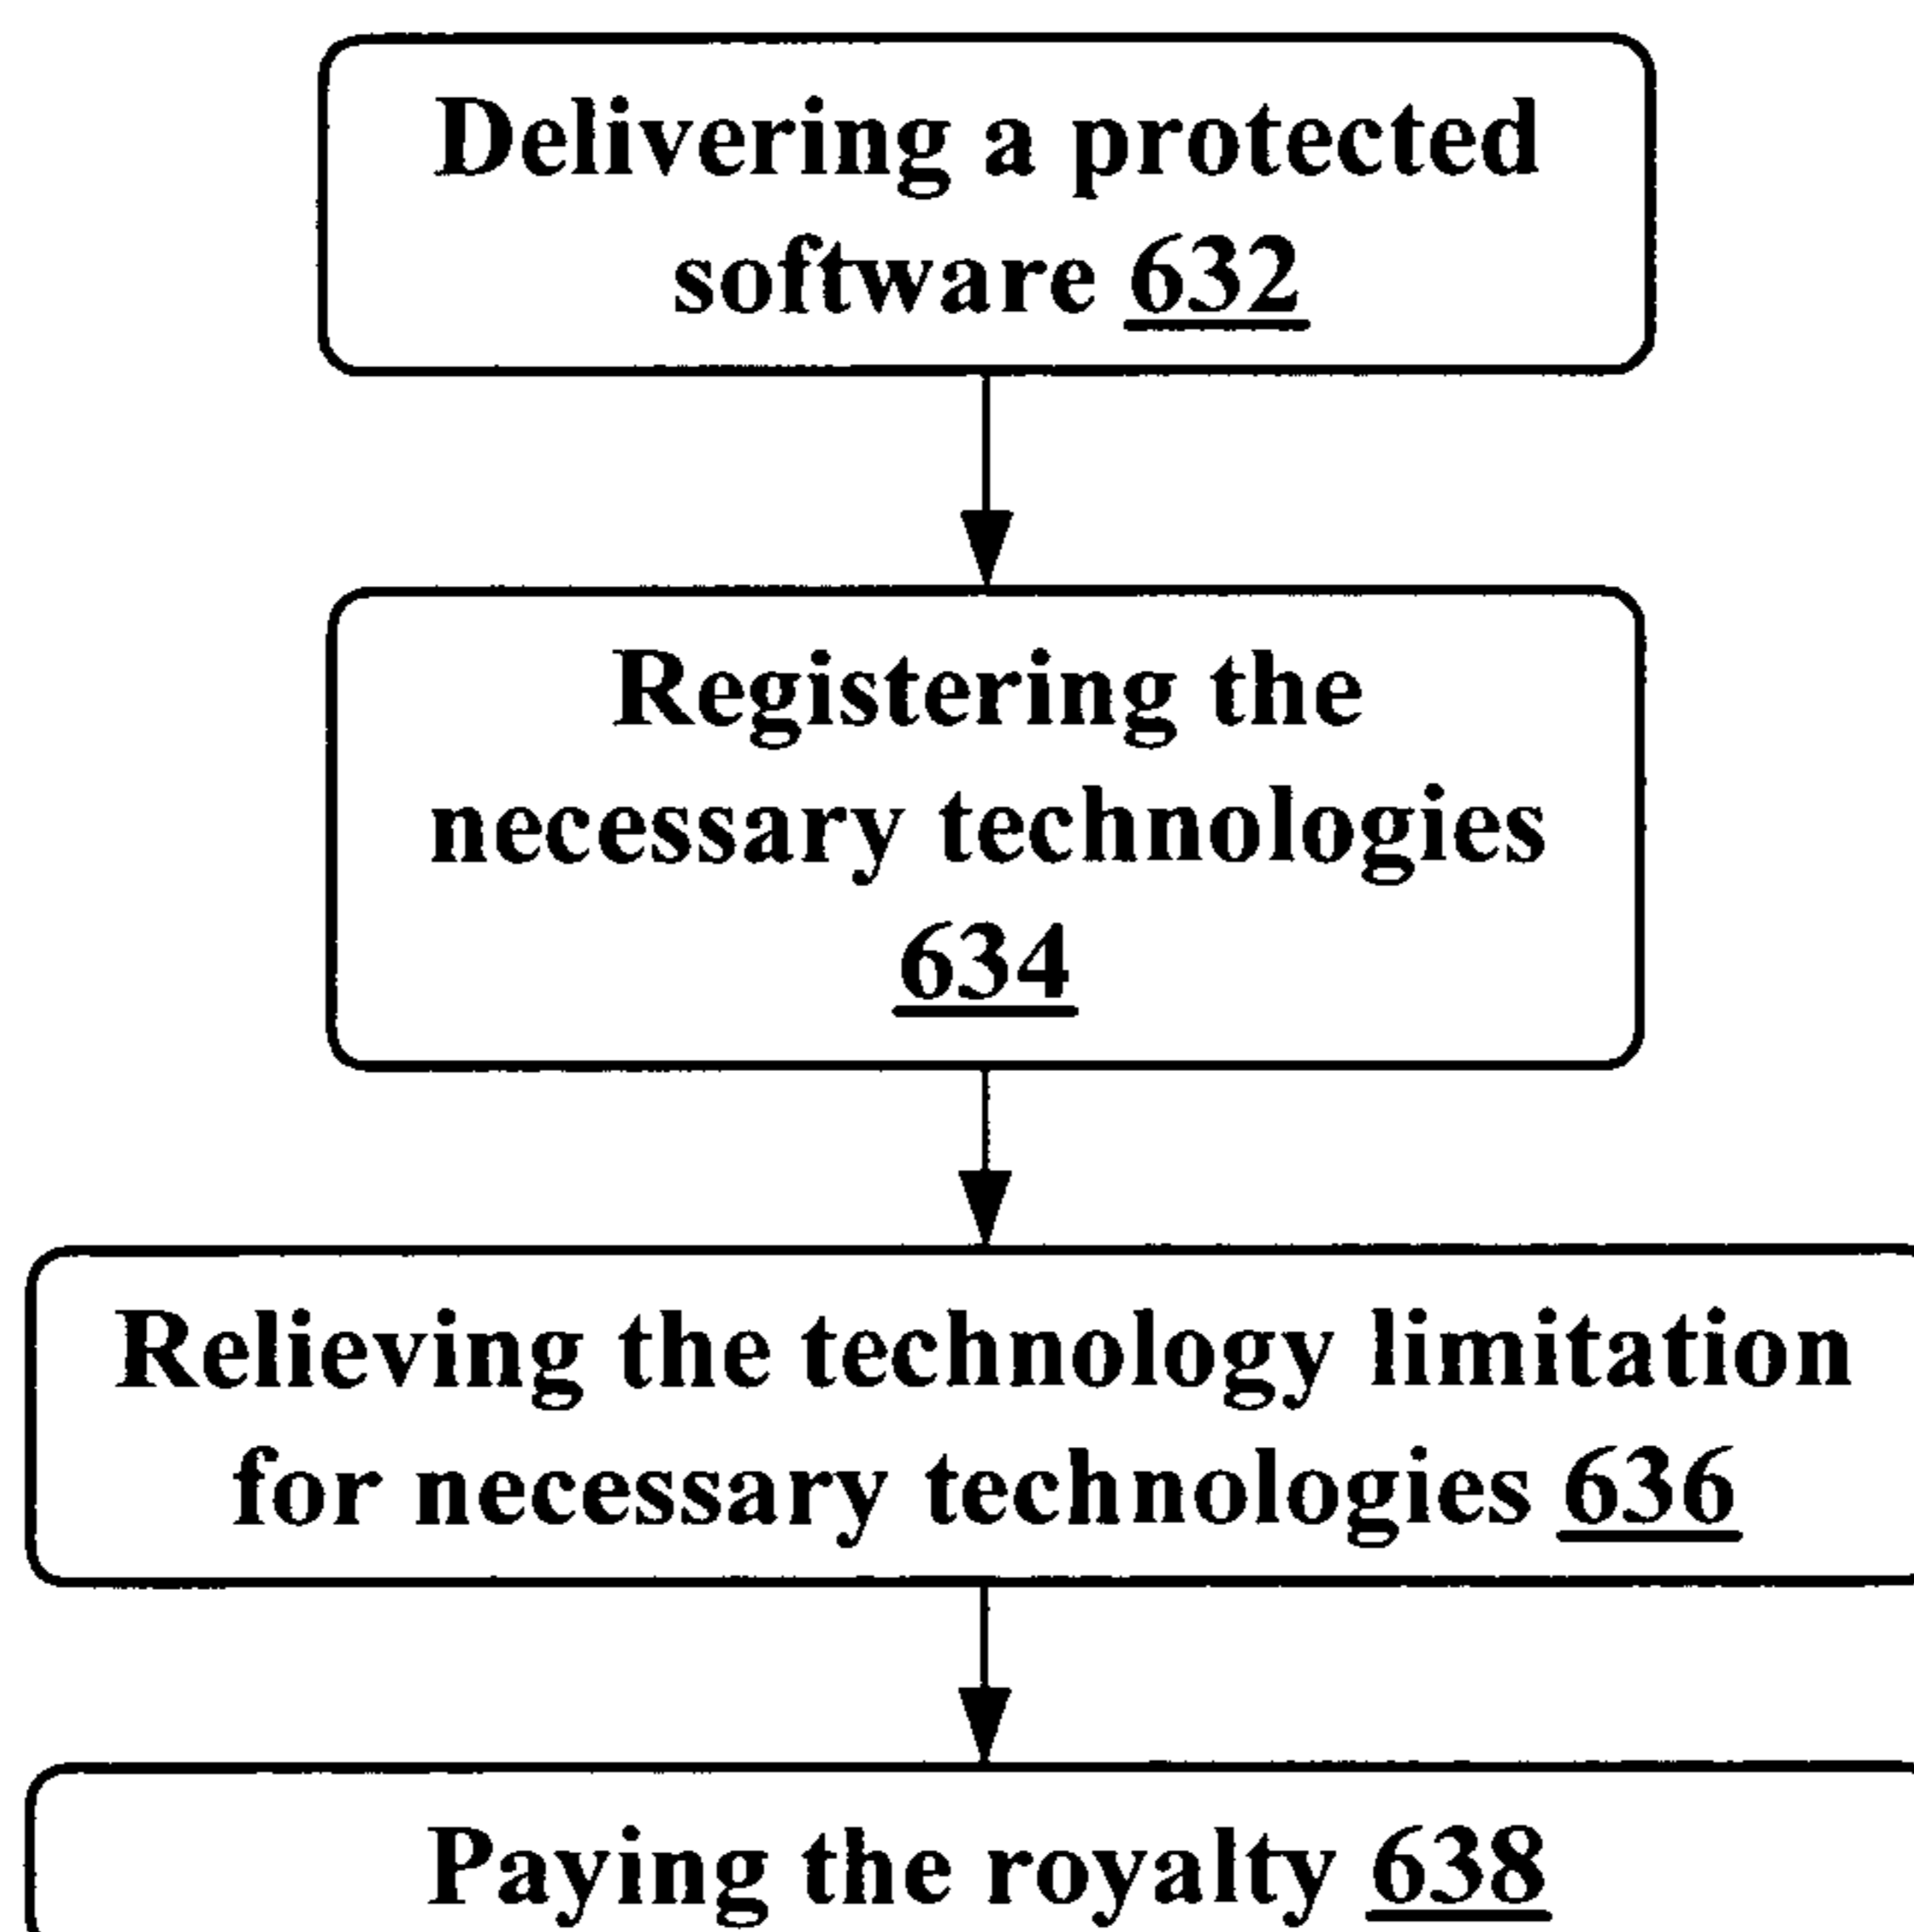 Delivering a protected
software 632
Registering the
necessary technologies
634
Relieving the technology limitation
for necessary technologies 636
Paying the royalty 638